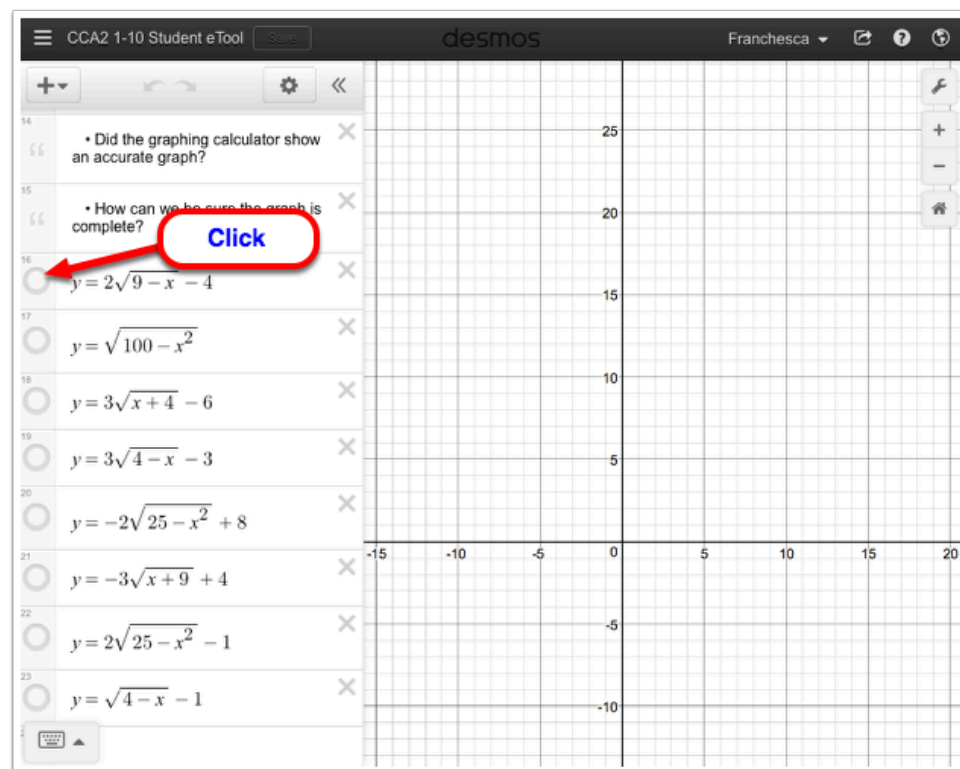 CCA2 1-10 Student eTool Save desmos Franchesca
14
• Did the graphing calculator show
an accurate graph?
15
• How can we be sure the graph is
complete?
Click
16
y = 2√(9 − x) − 4
17
y = √(100 − x²)
18
y = 3√(x + 4) − 6
19
y = 3√(4 − x) − 3
20
y = −2√(25 − x²) + 8
21
y = −3√(x + 9) + 4
22
y = 2√(25 − x²) − 1
23
y = √(4 − x) − 1
25
20
15
10
5
-15 -10 -5 0 5 10 15 20
-5
-10